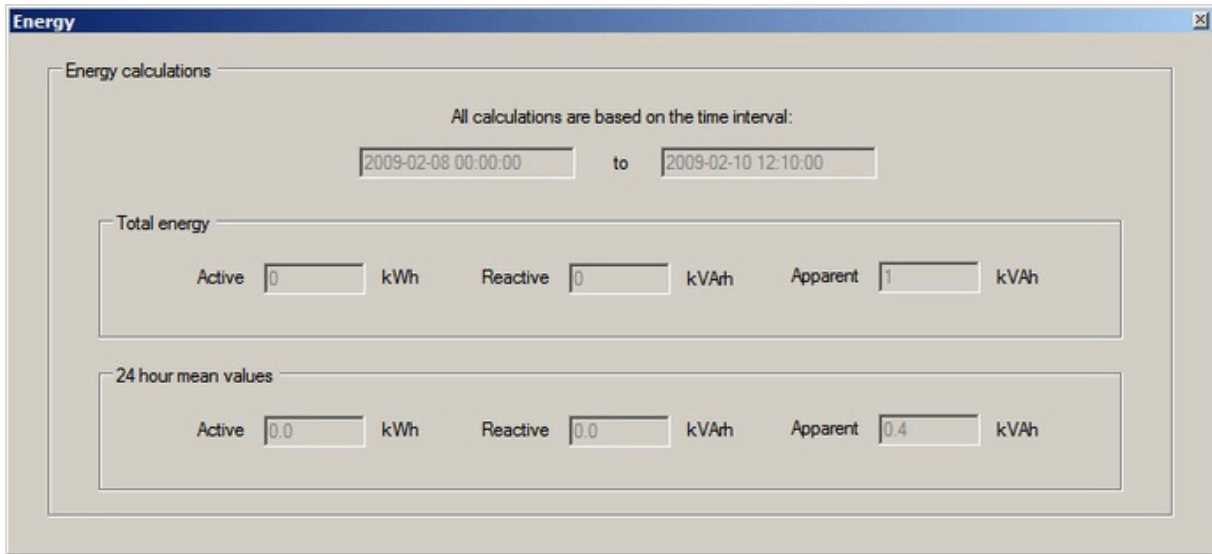 Energy
Energy calculations
All calculations are based on the time interval:
2009-02-08 00:00:00 to 2009-02-10 12:10:00
Total energy
Active 0 kWh Reactive 0 kVArh Apparent 1 kVAh
24 hour mean values
Active 0.0 kWh Reactive 0.0 kVArh Apparent 0.4 kVAh